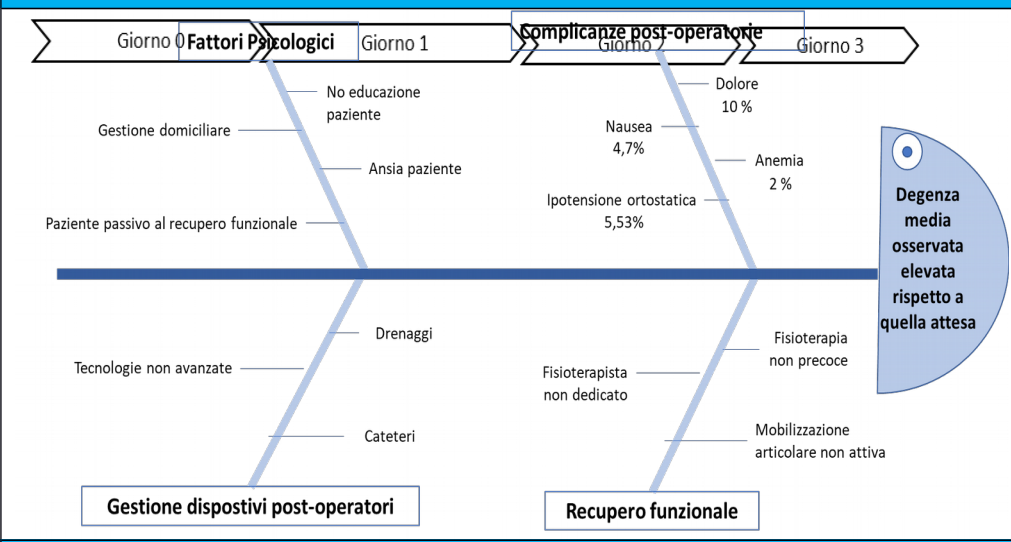 Giorno 0
Fattori Psicologici
Giorno 1
Complicanze post-operatorie
Giorno 2
Giorno 3
No educazione
paziente
Gestione domiciliare
Ansia paziente
Paziente passivo al recupero funzionale
Dolore
10 %
Nausea
4,7%
Anemia
2 %
Ipotensione ortostatica
5,53%
Degenza
media
osservata
elevata
rispetto a
quella attesa
Drenaggi
Tecnologie non avanzate
Cateteri
Fisioterapia
non precoce
Fisioterapista
non dedicato
Mobilizzazione
articolare non attiva
Gestione dispostivi post-operatori
Recupero funzionale